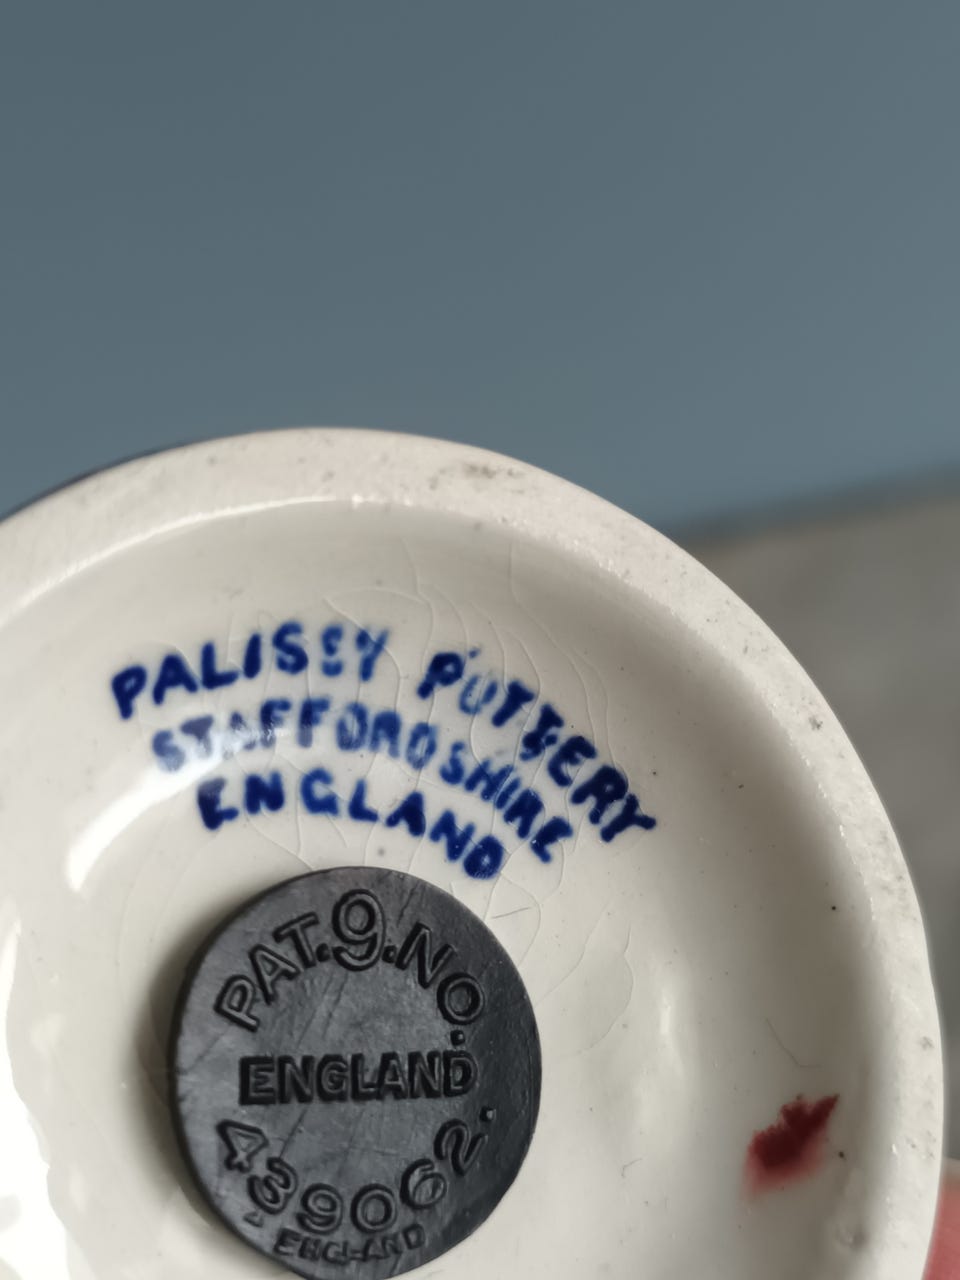 PALISSY POTTERY
STAFFORDSHIRE
ENGLAND
PAT. 9. NO.
ENGLAND
439062.
ENGLAND